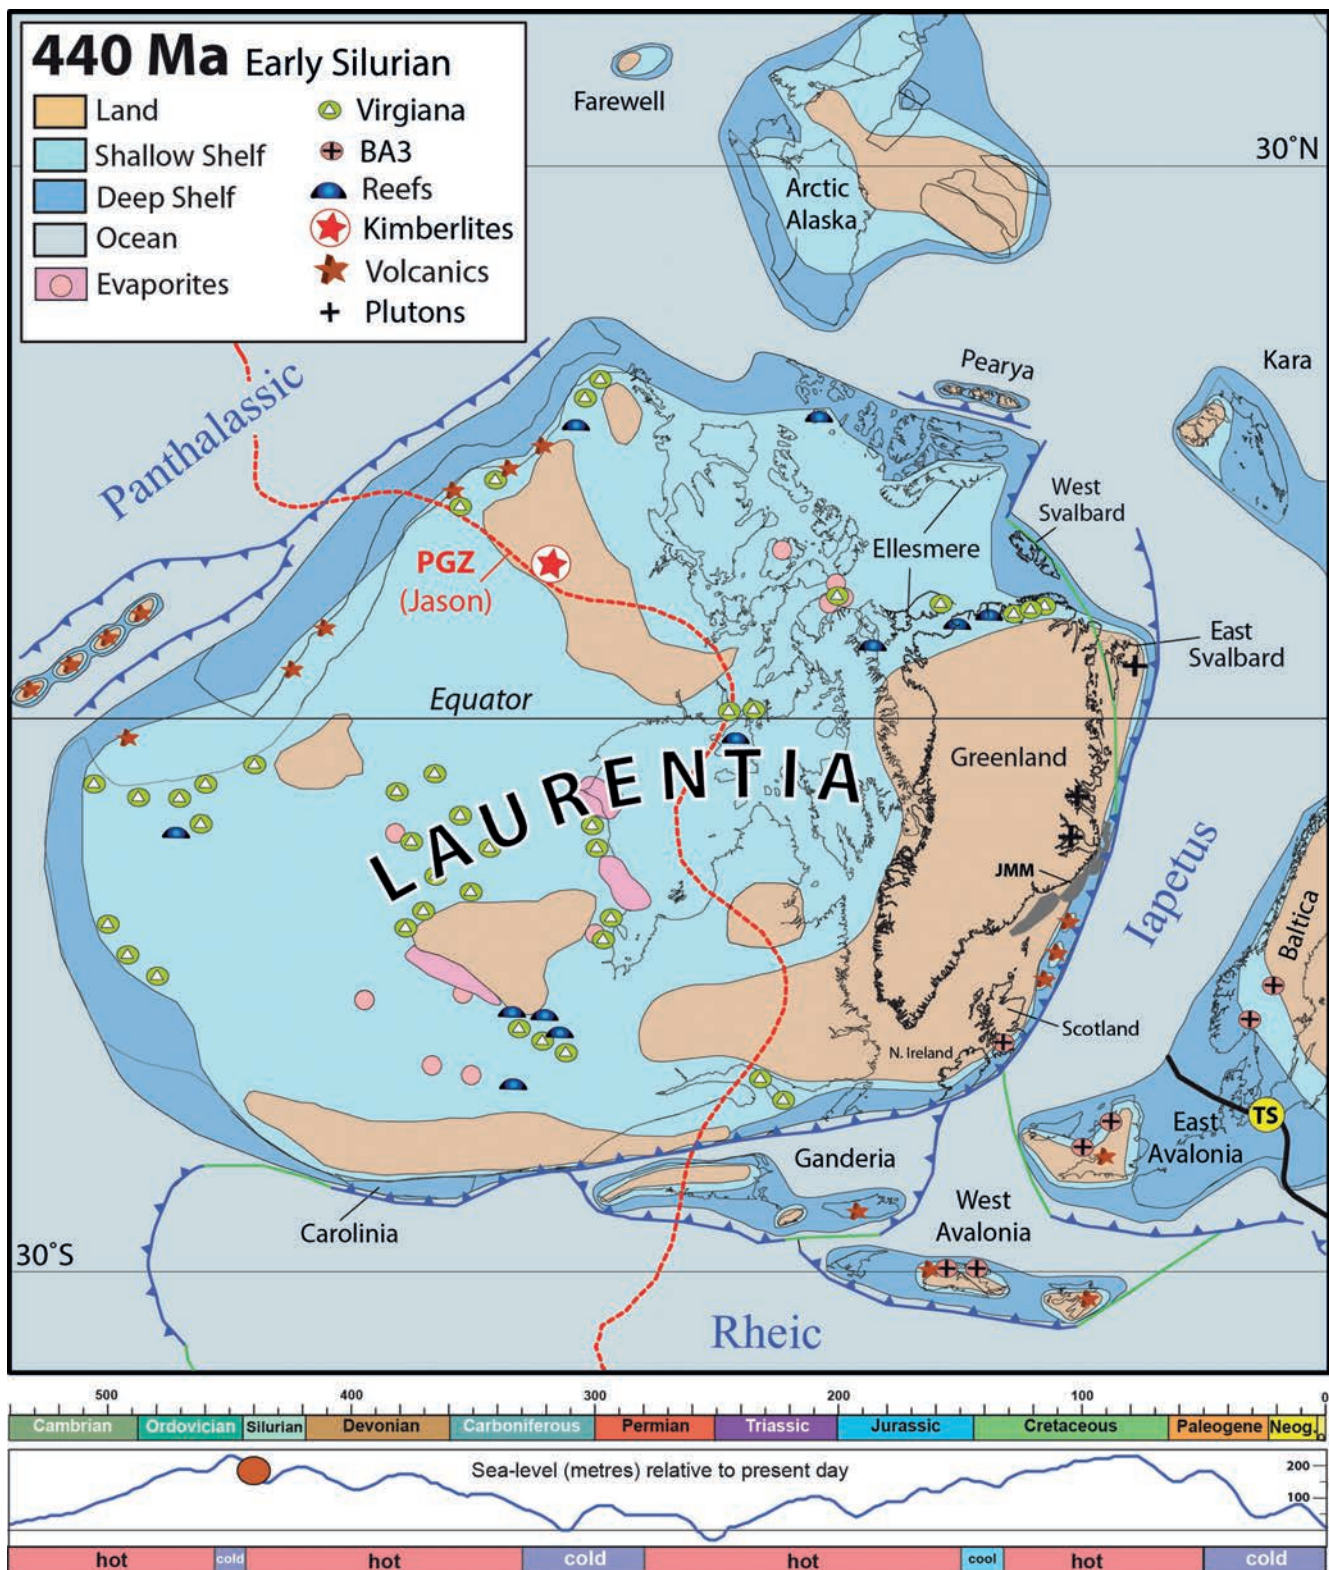 440 Ma Early Silurian
Land
Shallow Shelf
Deep Shelf
Ocean
Evaporites
Virgiana
BA3
Reefs
Kimberlites
Volcanics
Plutons
Farewell
30˚N
Arctic
Alaska
Pearya
Kara
Panthalassic
West
Svalbard
Ellesmere
PGZ
(Jason)
East
Svalbard
Equator
LAURENTIA
Greenland
JMM
Iapetus
Baltica
Scotland
N. Ireland
TS
East
Avalonia
Ganderia
West
Avalonia
Carolinia
30˚S
Rheic
500 400 300 200 100 0
Cambrian Ordovician Silurian Devonian Carboniferous Permian Triassic Jurassic Cretaceous Paleogene Neog. Q
Sea-level (metres) relative to present day
200
100
hot cold hot cold hot cool hot cold